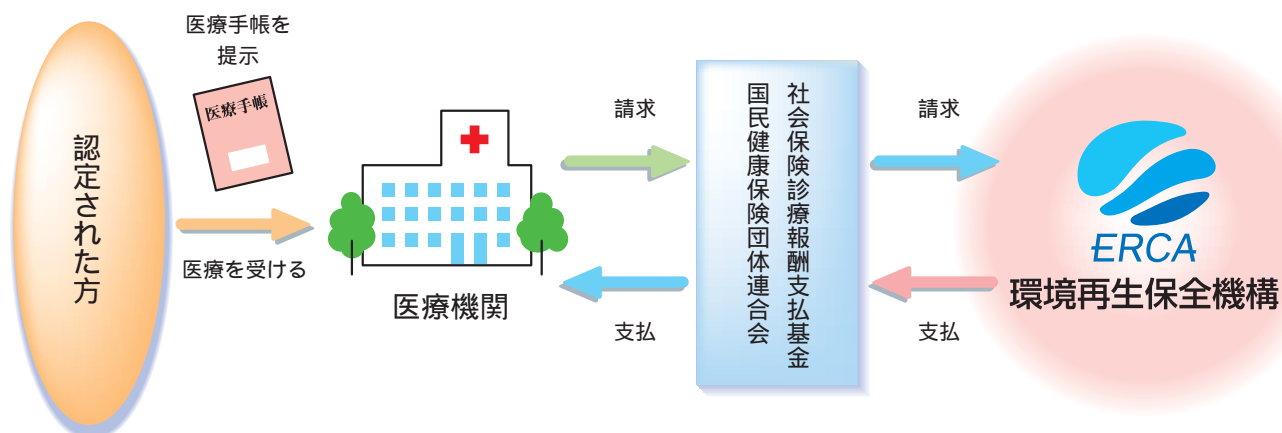 医療手帳を
提示
医療手帳
認定された方
医療を受ける
医療機関
請求
支払
社会保険診療報酬支払基金
国民健康保険団体連合会
請求
支払
ERCA
環境再生保全機構